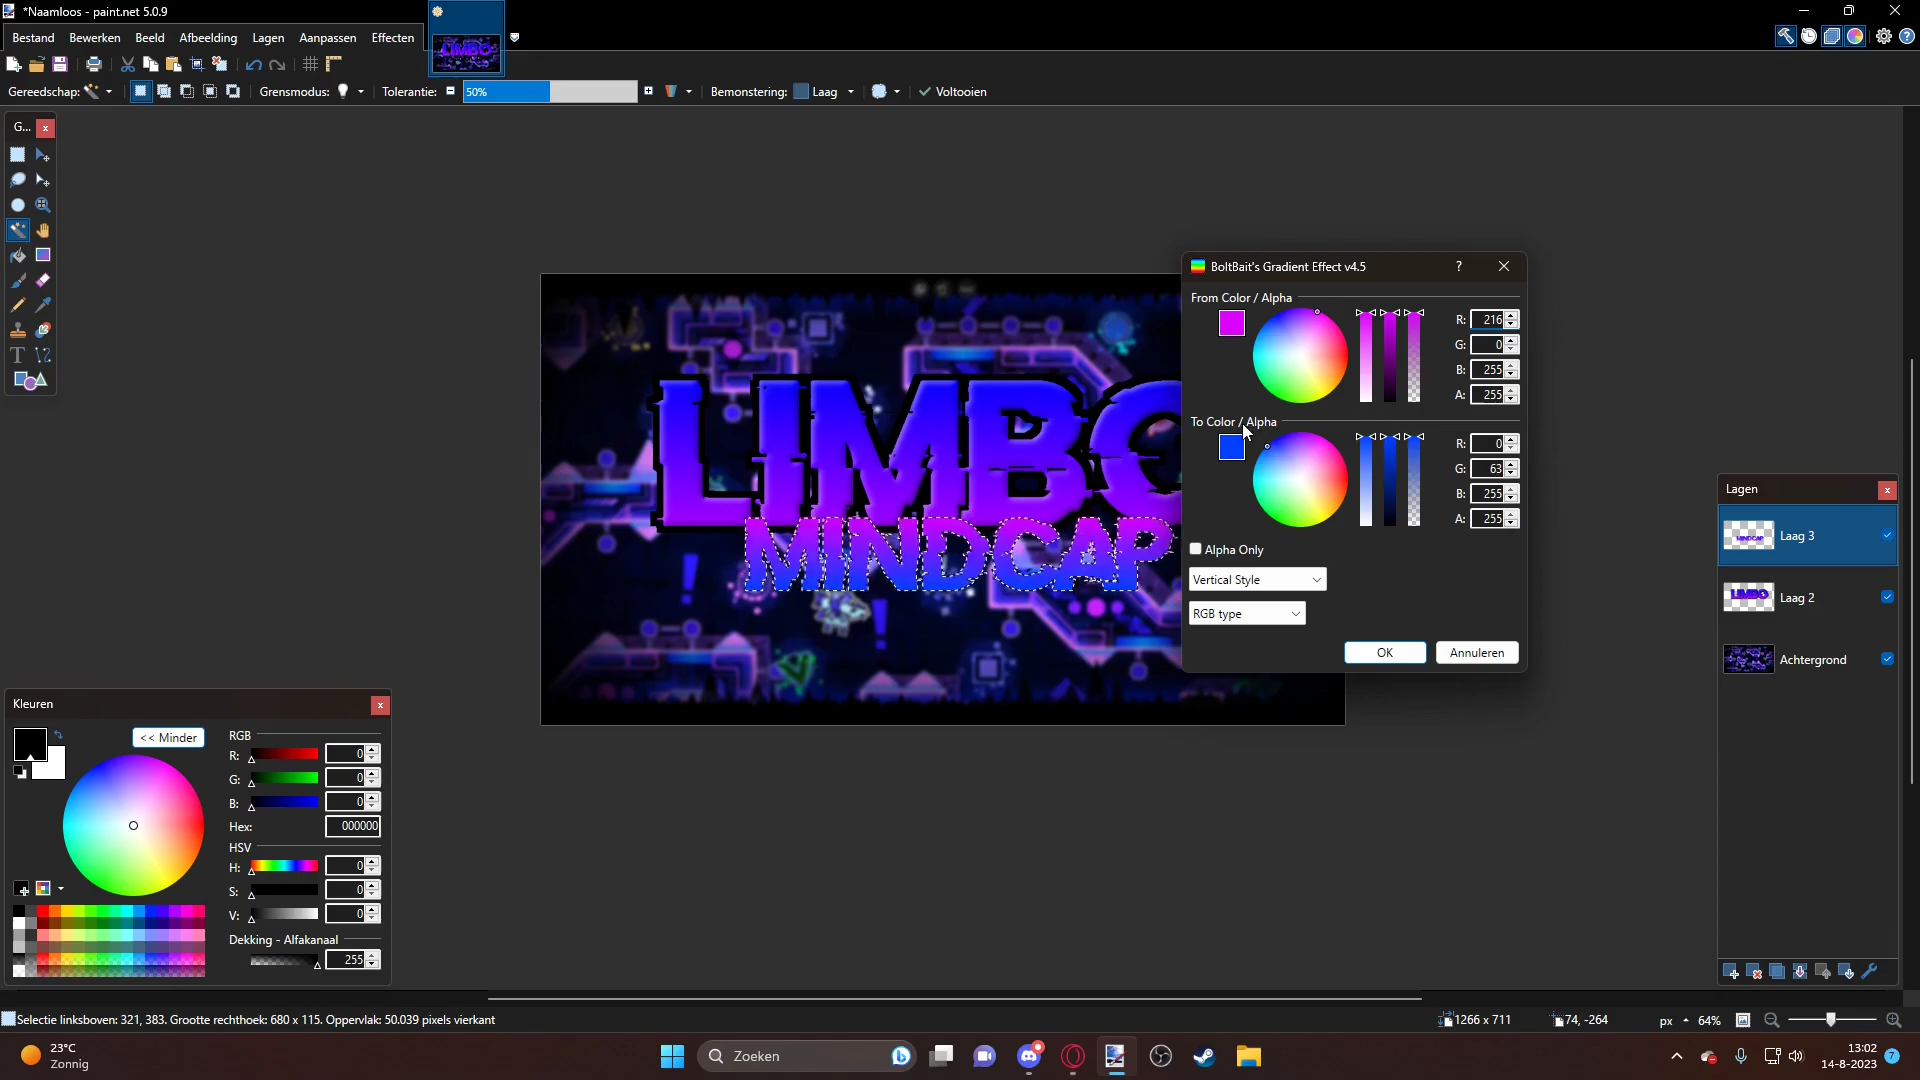 *Naamloos - paint.net 5.0.9
Bestand Bewerken Beeld Afbeelding Lagen Aanpassen Effecten
Gereedschap: Grensmodus: Tolerantie: 50% Bemonstering: Laag Voltooien
G...
BoltBait's Gradient Effect v4.5 ?
From Color / Alpha
R: 216
G: 0
B: 255
A: 255
To Color / Alpha
R: 0
G: 63
B: 255
A: 255
Alpha Only
Vertical Style
RGB type
OK Annuleren
LIMBO
MINDCAP
Lagen
Laag 3
Laag 2
Achtergrond
Kleuren
<< Minder
RGB
R: 0
G: 0
B: 0
Hex: 000000
HSV
H: 0
S: 0
V: 0
Dekking - Alfakanaal
255
Selectie linksboven: 321, 383. Grootte rechthoek: 680 x 115. Oppervlak: 50.039 pixels vierkant
1266 x 711 74, -264 px 64%
23°C
Zonnig
Zoeken
13:02
14-8-2023
7